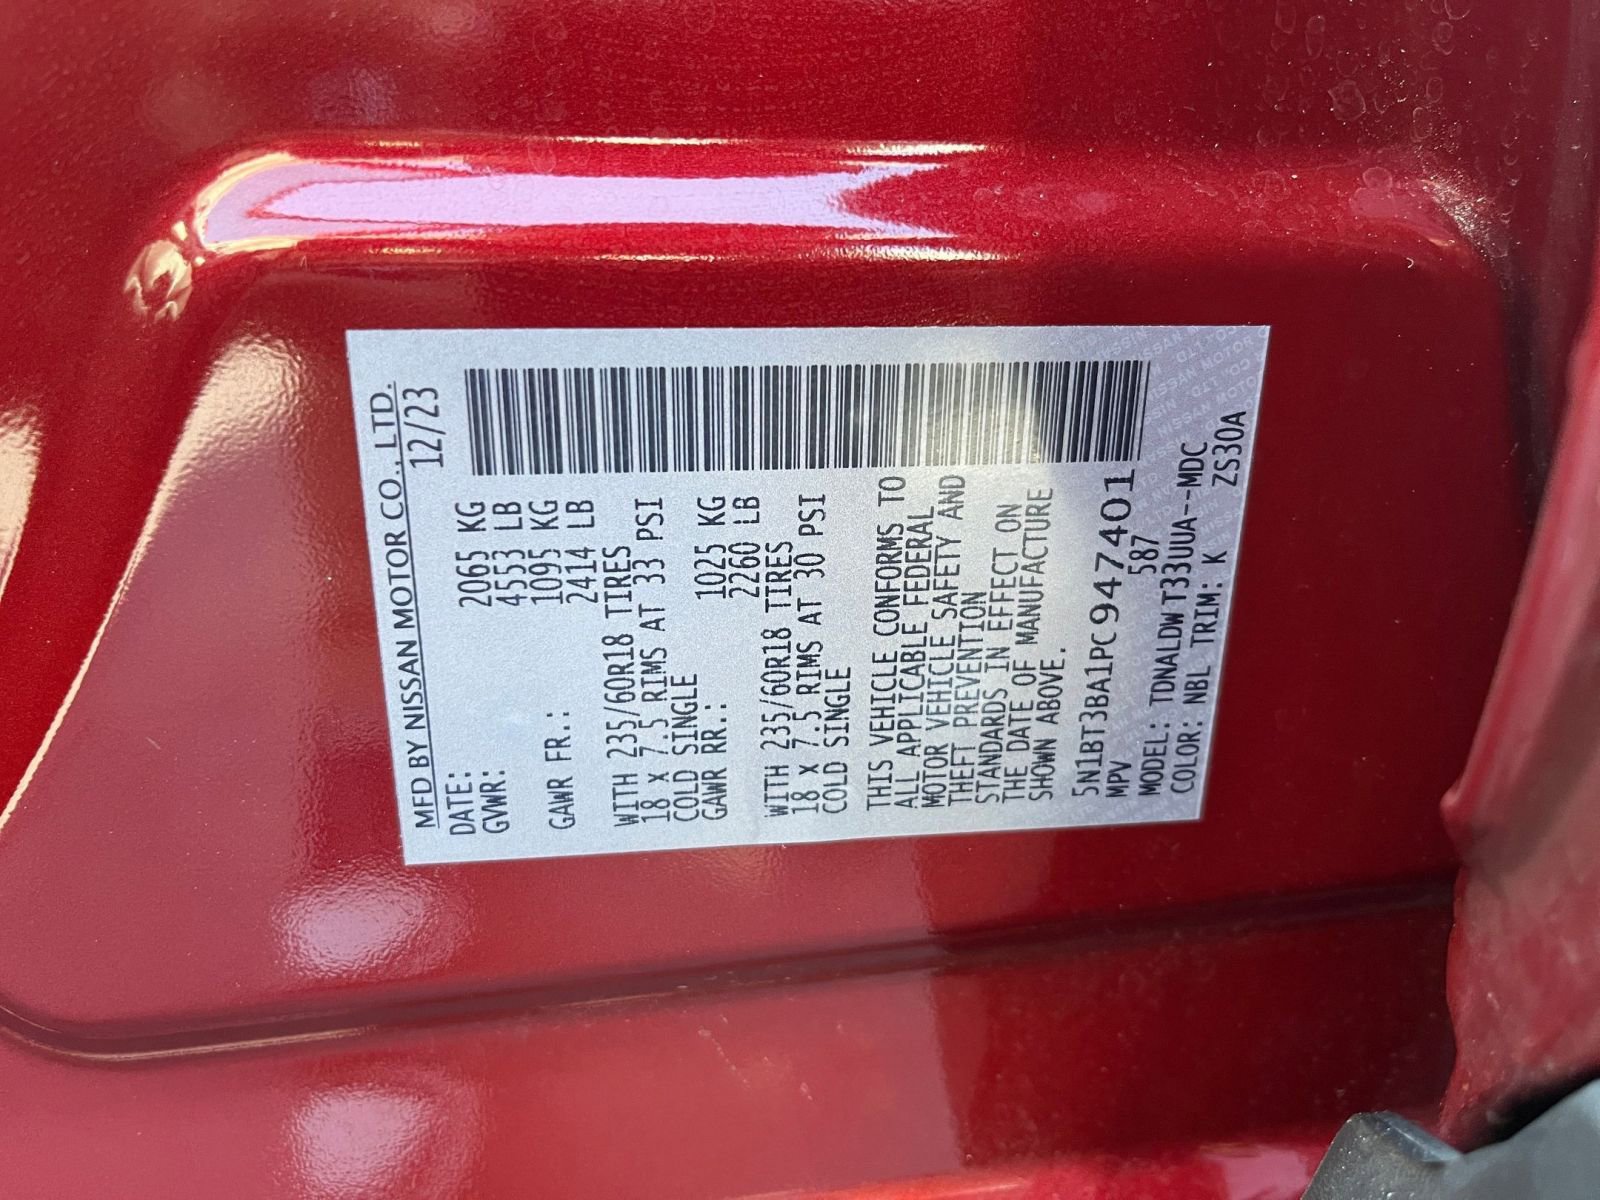 MFD BY NISSAN MOTOR CO., LTD.
DATE: 12/23
GVWR: 2065 KG
4553 LB
GAWR FR.: 1095 KG
2414 LB
WITH 235/60R18 TIRES
18 X 7.5 RIMS AT 33 PSI
COLD SINGLE
GAWR RR.: 1025 KG
2260 LB
WITH 235/60R18 TIRES
18 X 7.5 RIMS AT 30 PSI
COLD SINGLE
THIS VEHICLE CONFORMS TO
ALL APPLICABLE FEDERAL
MOTOR VEHICLE SAFETY AND
THEFT PREVENTION
STANDARDS IN EFFECT ON
THE DATE OF MANUFACTURE
SHOWN ABOVE.
5N1BT3BA1PC947401
MPV 587
MODEL: TDNALDW T33UUA--MDC
COLOR: NBL TRIM: K ZS30A